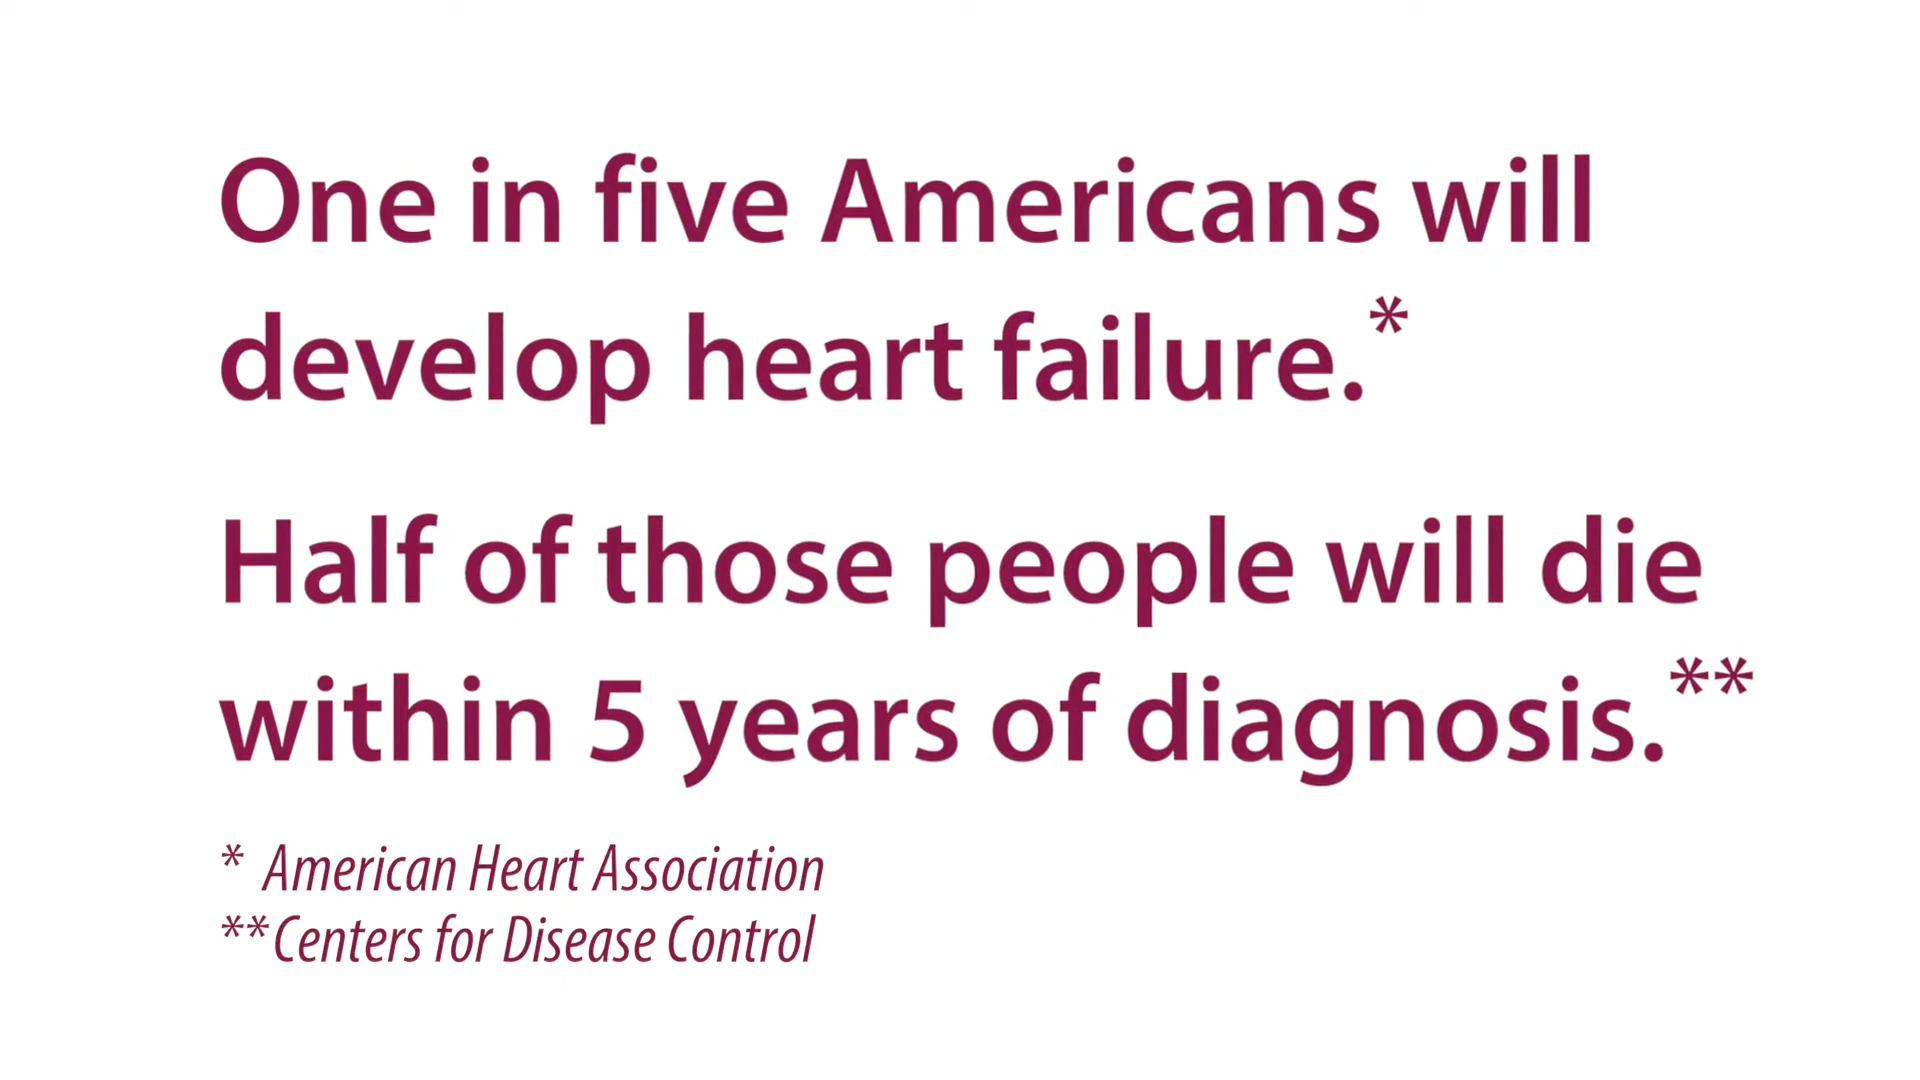 One in five Americans will
develop heart failure.*
Half of those people will die
within 5 years of diagnosis.**
* American Heart Association
**Centers for Disease Control